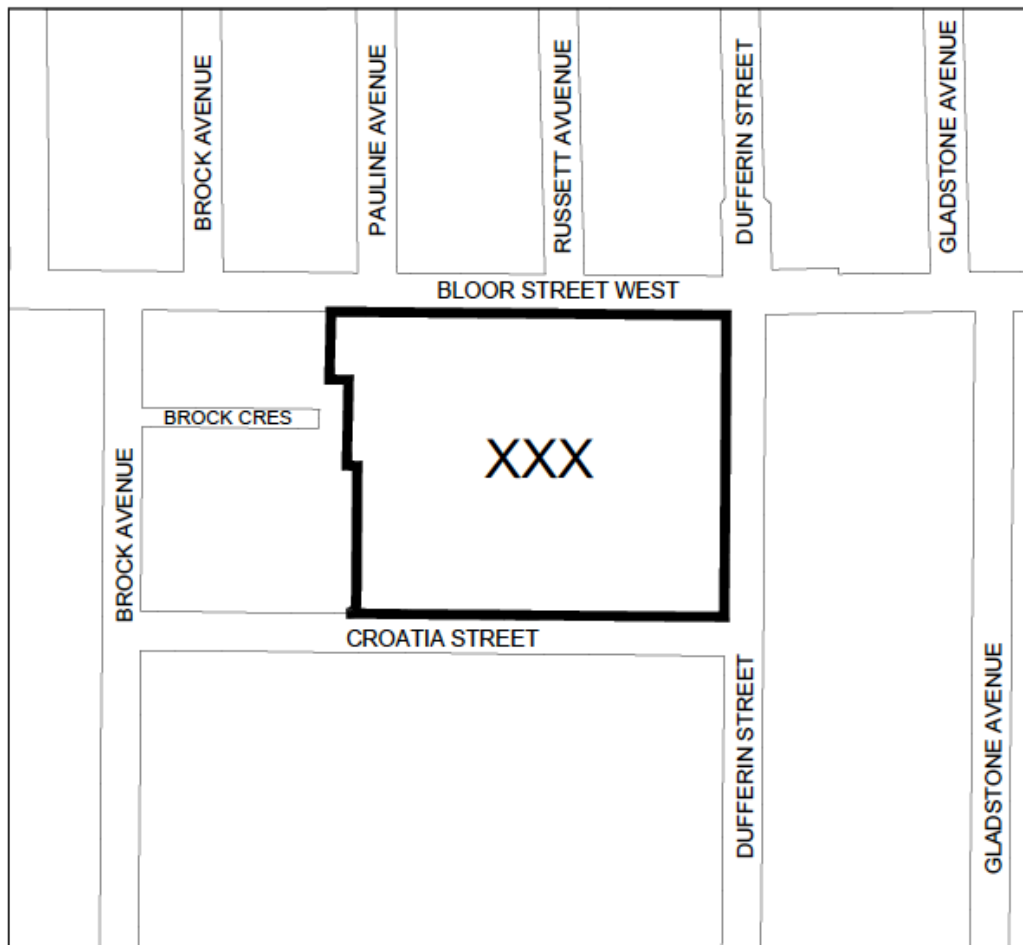 BROCK AVENUE
PAULINE AVENUE
RUSSETT AVUENUE
DUFFERIN STREET
GLADSTONE AVENUE
BLOOR STREET WEST
BROCK CRES
XXX
BROCK AVENUE
CROATIA STREET
DUFFERIN STREET
GLADSTONE AVENUE